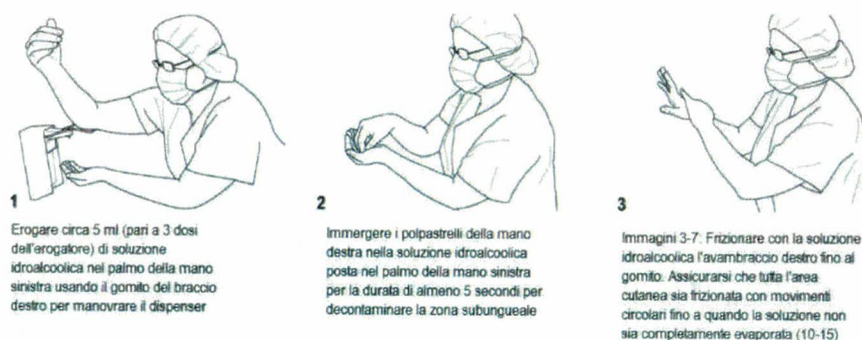 1
Erogare circa 5 ml (pari a 3 dosi
dell'erogatore) di soluzione
idroalcoolica nel palmo della mano
sinistra usando il gomito del braccio
destro per manovrare il dispenser
2
Immergere i polpastrelli della mano
destra nella soluzione idroalcoolica
posta nel palmo della mano sinistra
per la durata di almeno 5 secondi per
decontaminare la zona subungueale
3
Immagini 3-7: Frizionare con la soluzione
idroalcoolica l'avambraccio destro fino al
gomito. Assicurarsi che tutta l'area
cutanea sia frizionata con movimenti
circolari fino a quando la soluzione non
sia completamente evaporata (10-15)